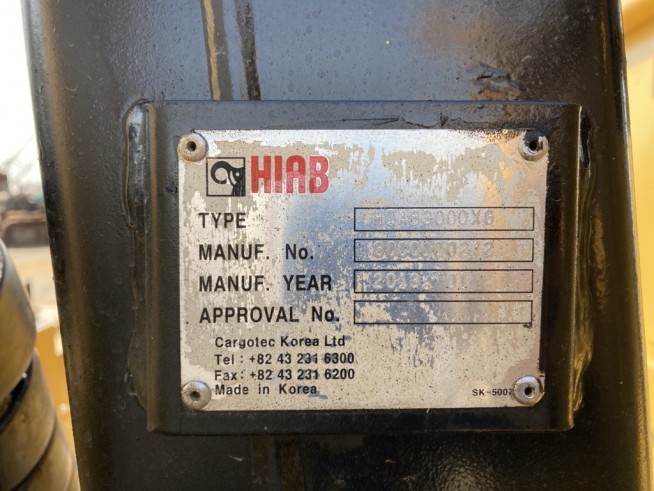 HIAB
TYPE
MANUF. No.
MANUF. YEAR
APPROVAL No.
Cargotec Korea Ltd
Tel : +82 43 231 6300
Fax : +82 43 231 6200
Made in Korea
SK-5007